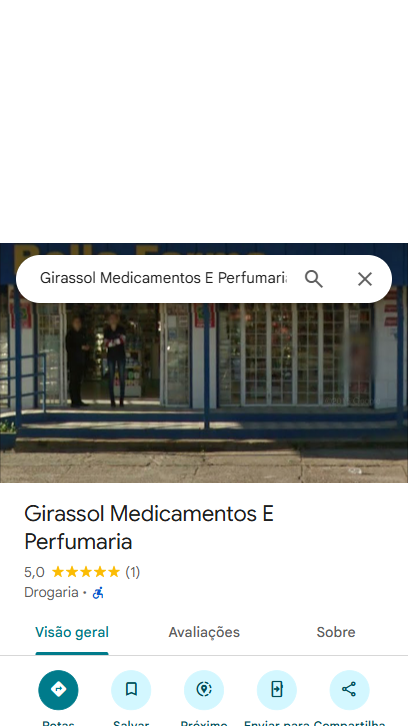 Girassol Medicamentos E Perfumaria
Girassol Medicamentos E
Perfumaria
5,0 (1)
Drogaria ·
Visão geral
Avaliações
Sobre
Rotas
Salvar
Próximo
Enviar para
Compartilha